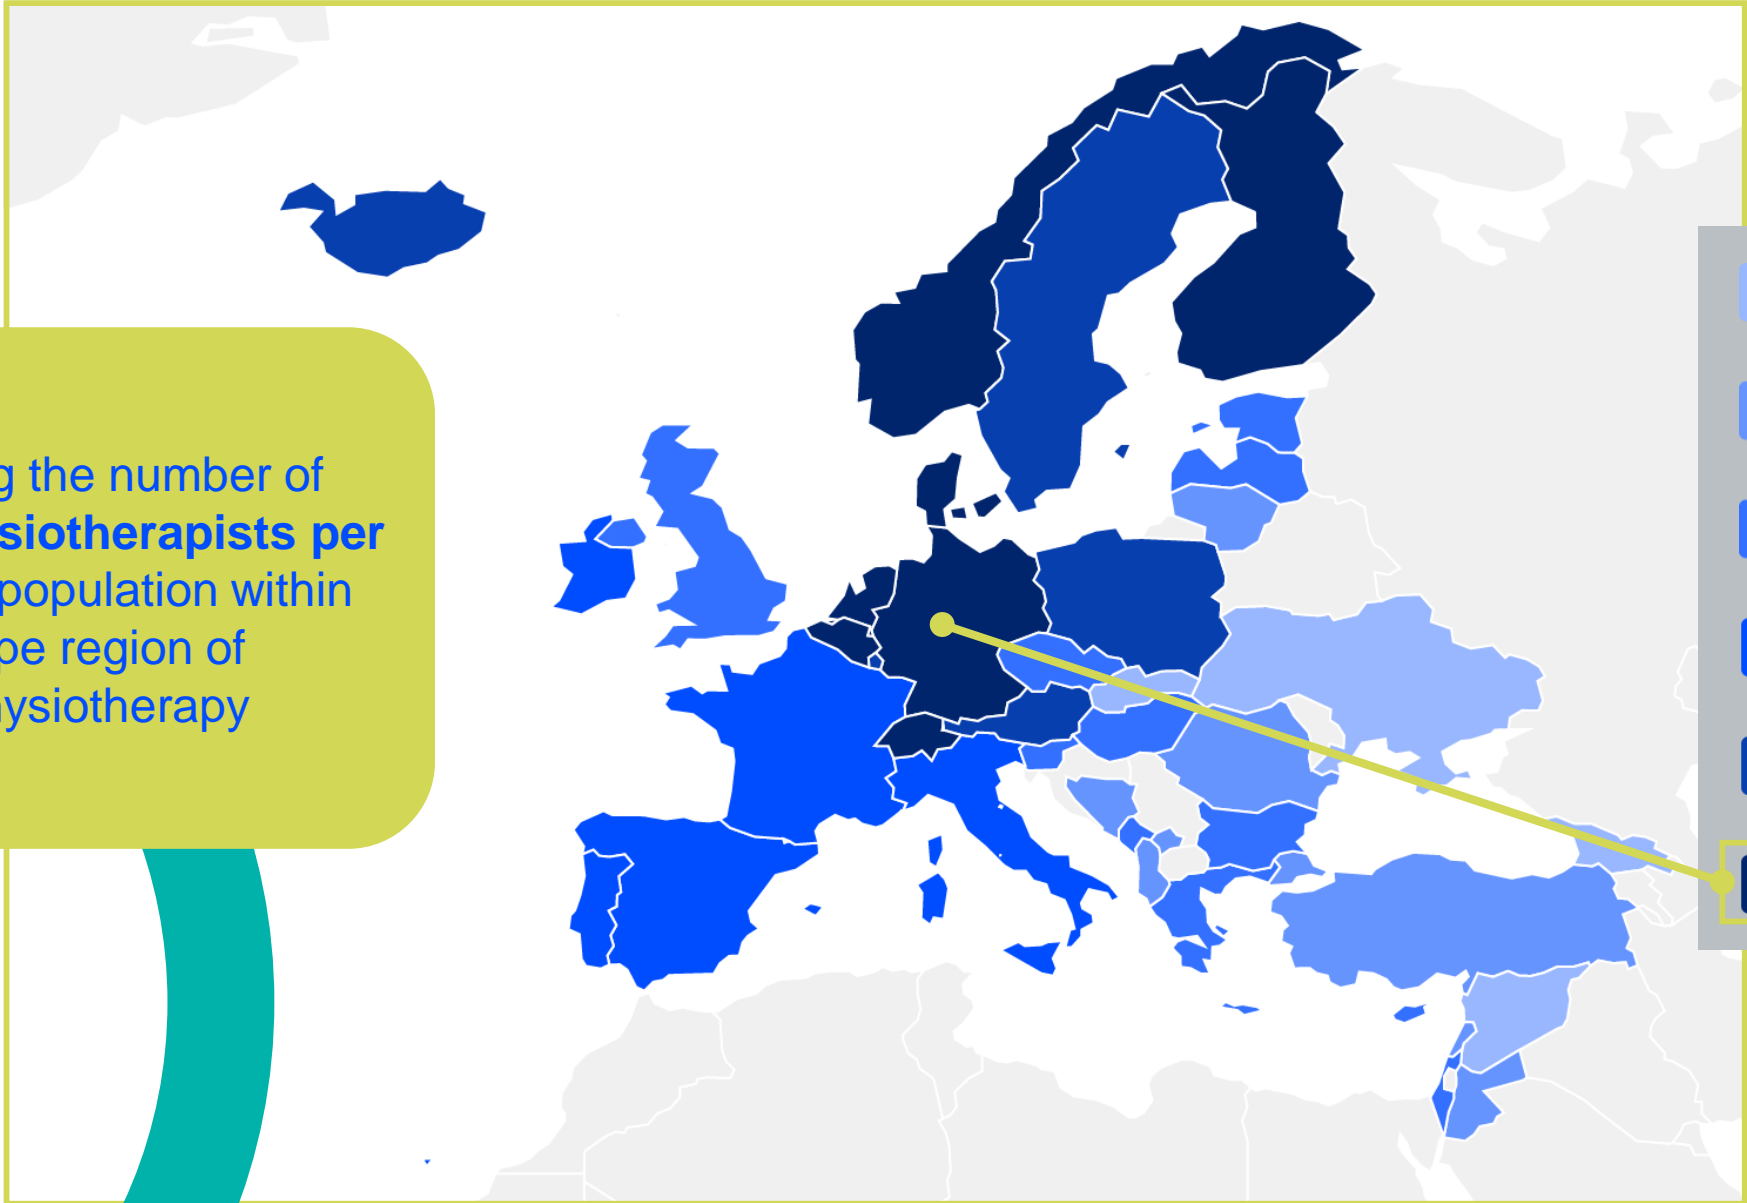 g the number of
siotherapists per
population within
pe region of
ysiotherapy